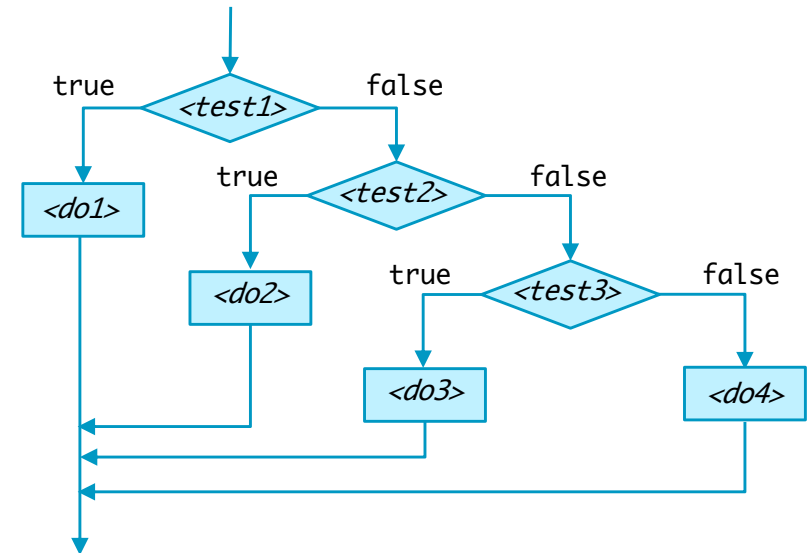 true
false
<test1>
true
false
<do1>
<test2>
true
false
<do2>
<test3>
<do3>
<do4>